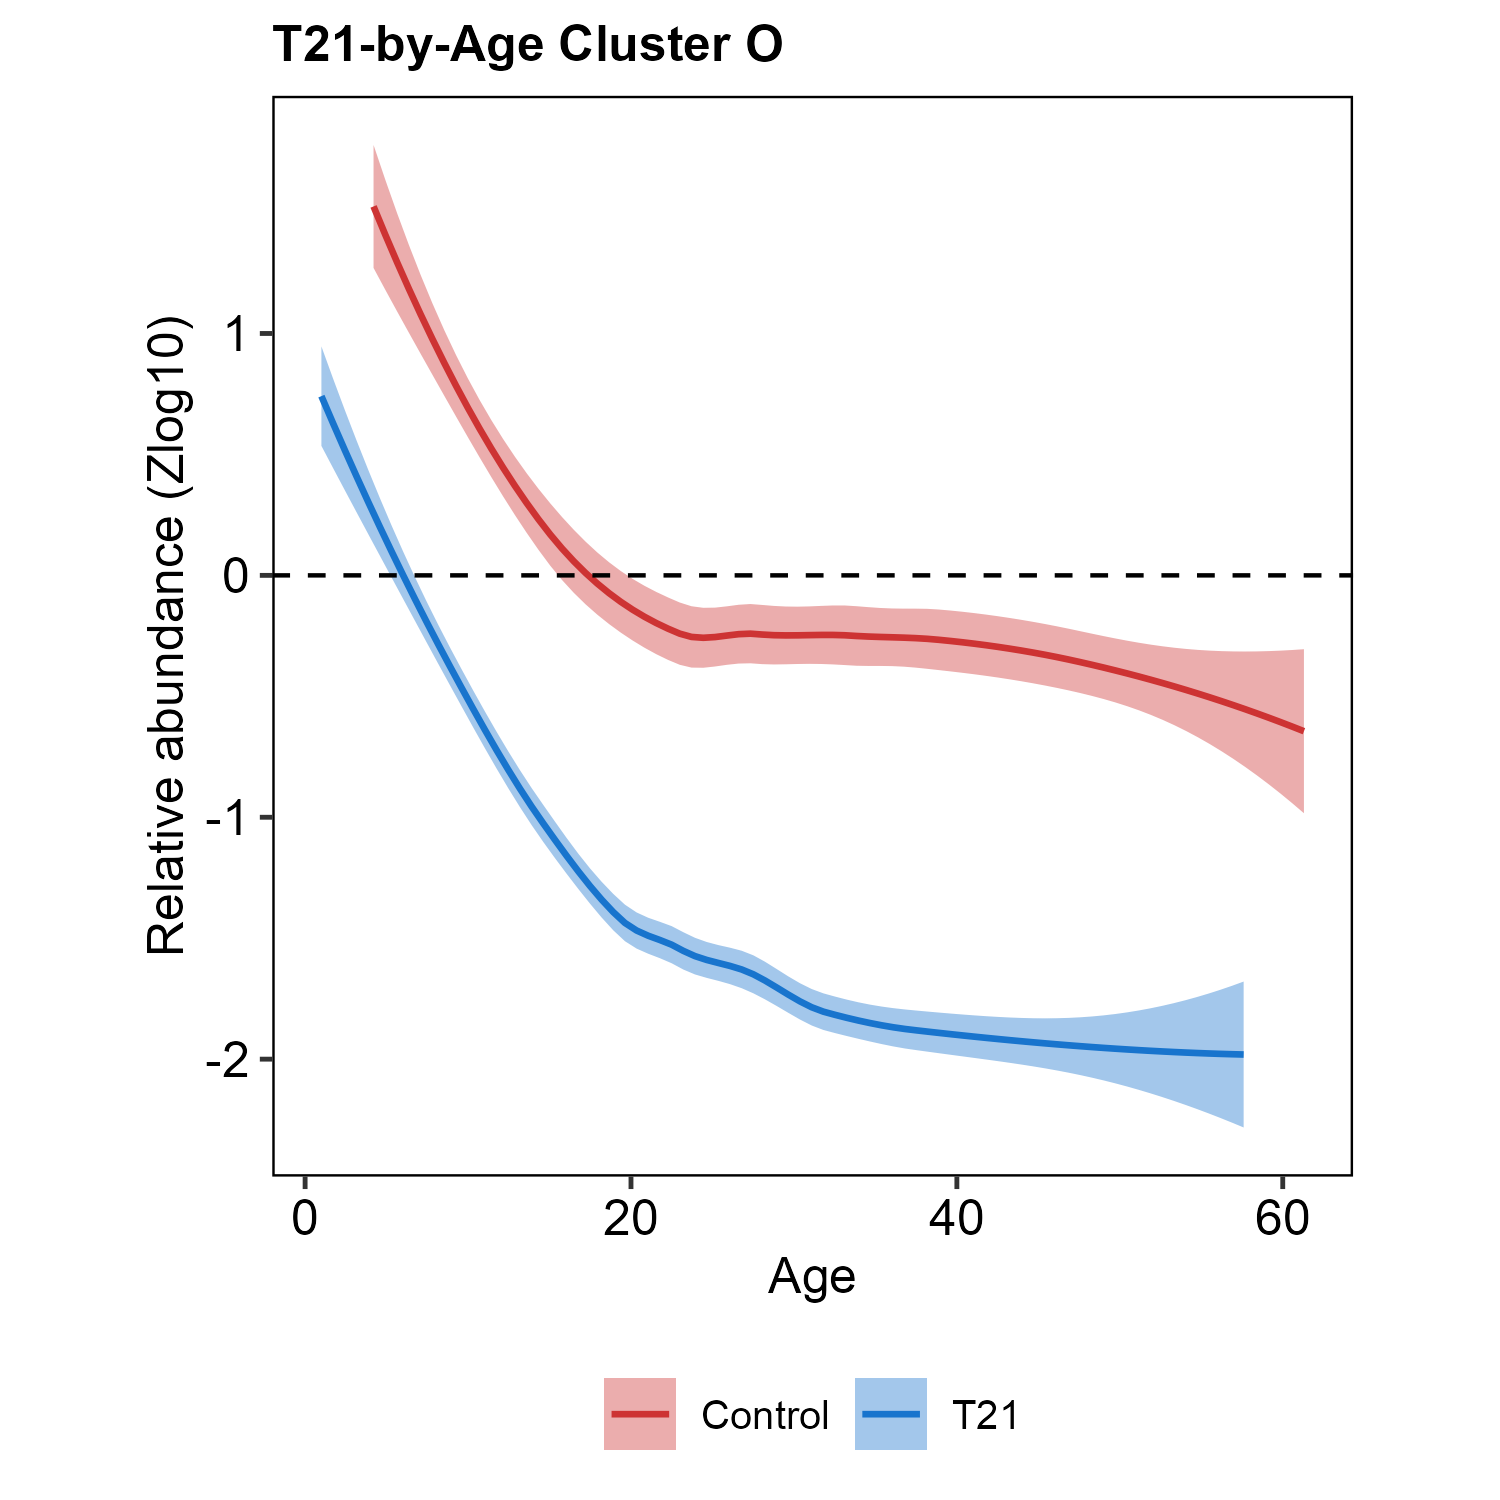 T21-by-Age Cluster O
Relative abundance (Zlog10)
1
0
-1
-2
0 20 40 60
Age
Control T21